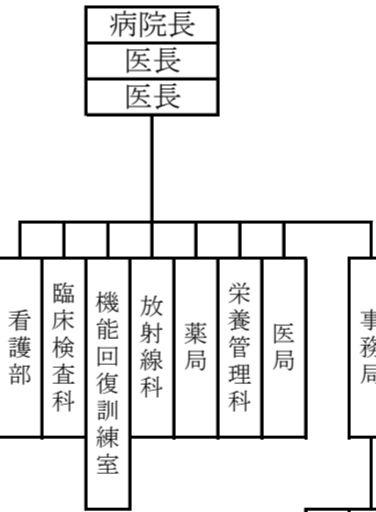 病院長
医長
医長
看護部
臨床検査科
機能回復訓練室
放射線科
薬局
栄養管理科
医局
事務局